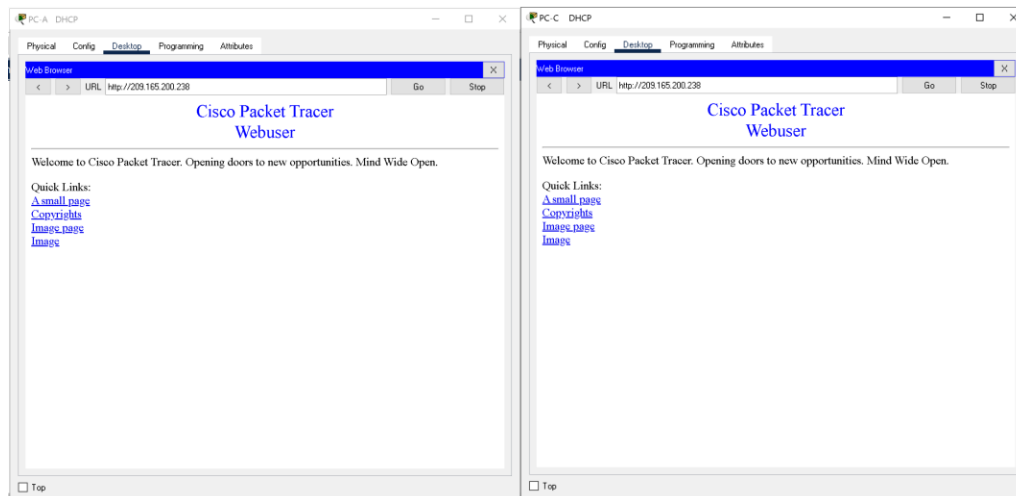 PC-A DHCP
Physical Config Desktop Programming Attributes
Web Browser X
< > URL http://209.165.200.238 Go Stop
Cisco Packet Tracer
Webuser
Welcome to Cisco Packet Tracer. Opening doors to new opportunities. Mind Wide Open.
Quick Links:
A small page
Copyrights
Image page
Image
Top
PC-C DHCP
Physical Config Desktop Programming Attributes
Web Browser X
< > URL http://209.165.200.238 Go Stop
Cisco Packet Tracer
Webuser
Welcome to Cisco Packet Tracer. Opening doors to new opportunities. Mind Wide Open.
Quick Links:
A small page
Copyrights
Image page
Image
Top